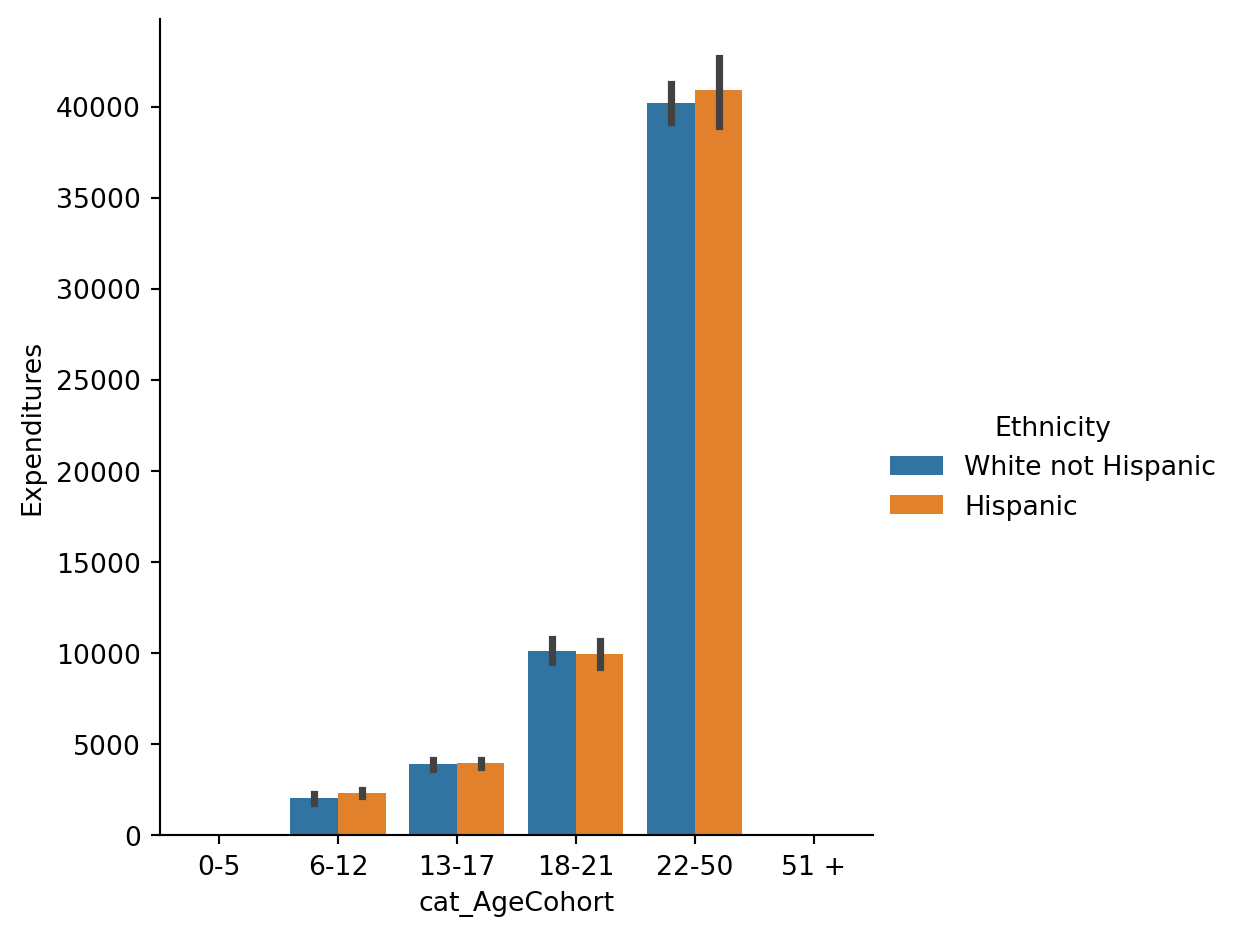 40000
35000
30000
25000
20000
15000
10000
5000
0
Expenditures
0-5 6-12 13-17 18-21 22-50 51 +
cat_AgeCohort
Ethnicity
White not Hispanic
Hispanic